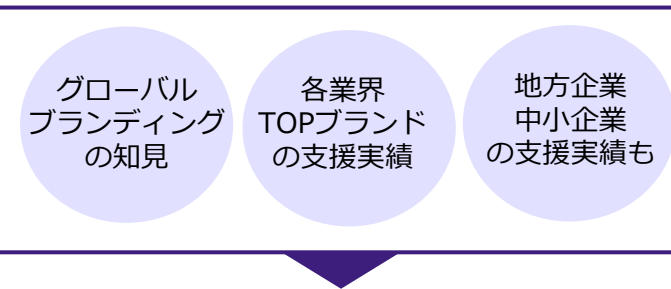 グローバル
ブランディング
の知見
各業界
TOPブランド
の支援実績
地方企業
中小企業
の支援実績も